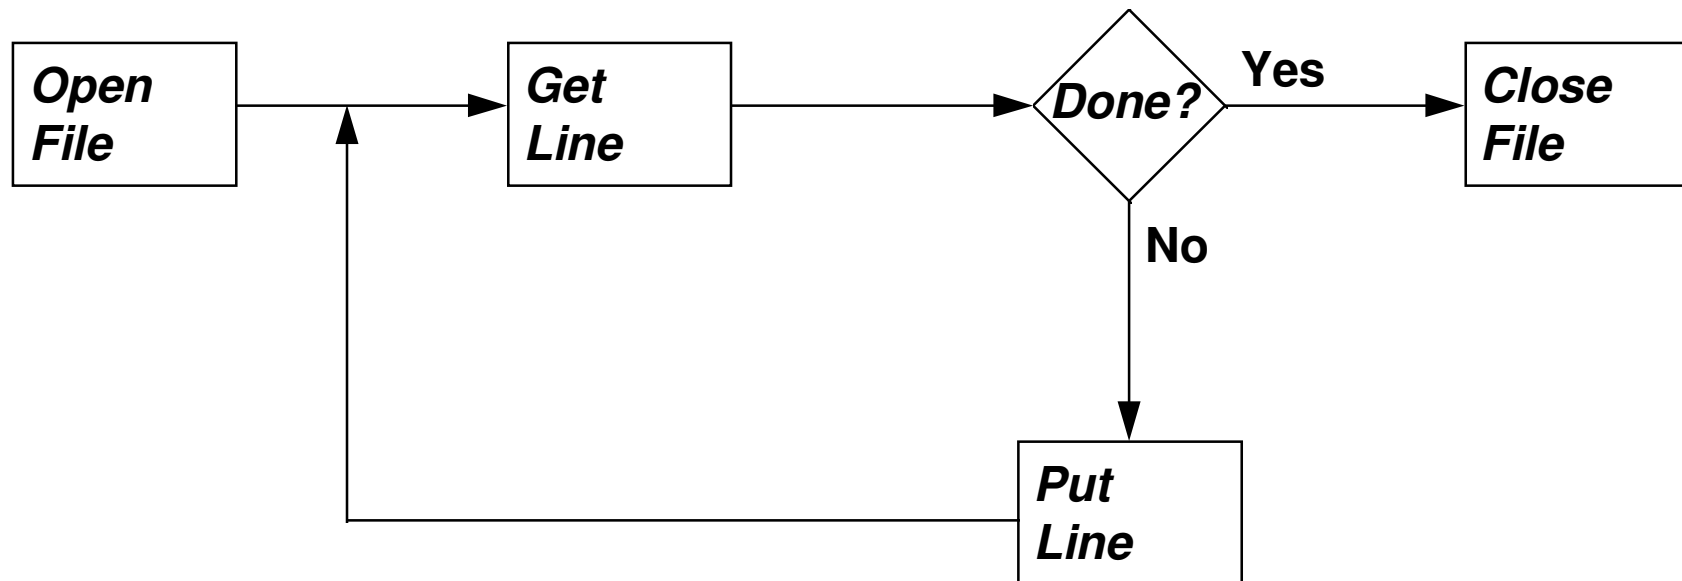 Open
File
Get
Line
Done?
Yes
Close
File
No
Put
Line